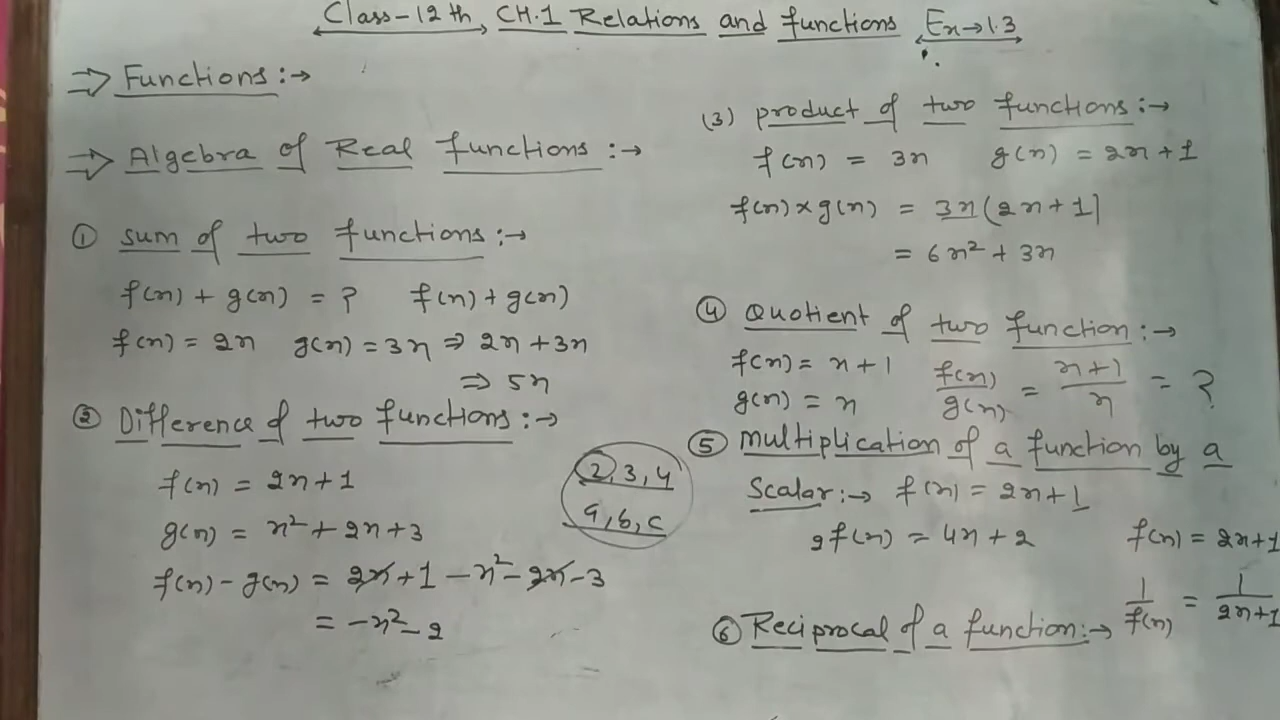 Class-12th, CH.1 Relations and functions Ex→1.3
⇒ Functions:→
⇒ Algebra of Real functions:→
① sum of two functions:→
f(x) + g(x) = ? f(x) + g(x)
f(x) = 2x g(x) = 3x ⇒ 2x + 3x
⇒ 5x
② Difference of two functions:→
f(x) = 2x + 1
g(x) = x² + 2x + 3
f(x) - g(x) = 2x + 1 - x² - 2x - 3
= -x² - 2
2, 3, 4
a, b, c
(3) product of two functions:→
f(x) = 3x g(x) = 2x + 1
f(x) × g(x) = 3x(2x + 1)
= 6x² + 3x
④ Quotient of two function:→
f(x) = x + 1 f(x)/g(x) = x+1/x = ?
g(x) = x
⑤ multiplication of a function by a
Scalar:→ f(x) = 2x + 1
2f(x) = 4x + 2 f(x) = 2x + 1
⑥ Reciprocal of a function:→ 1/f(x) = 1/2x+1